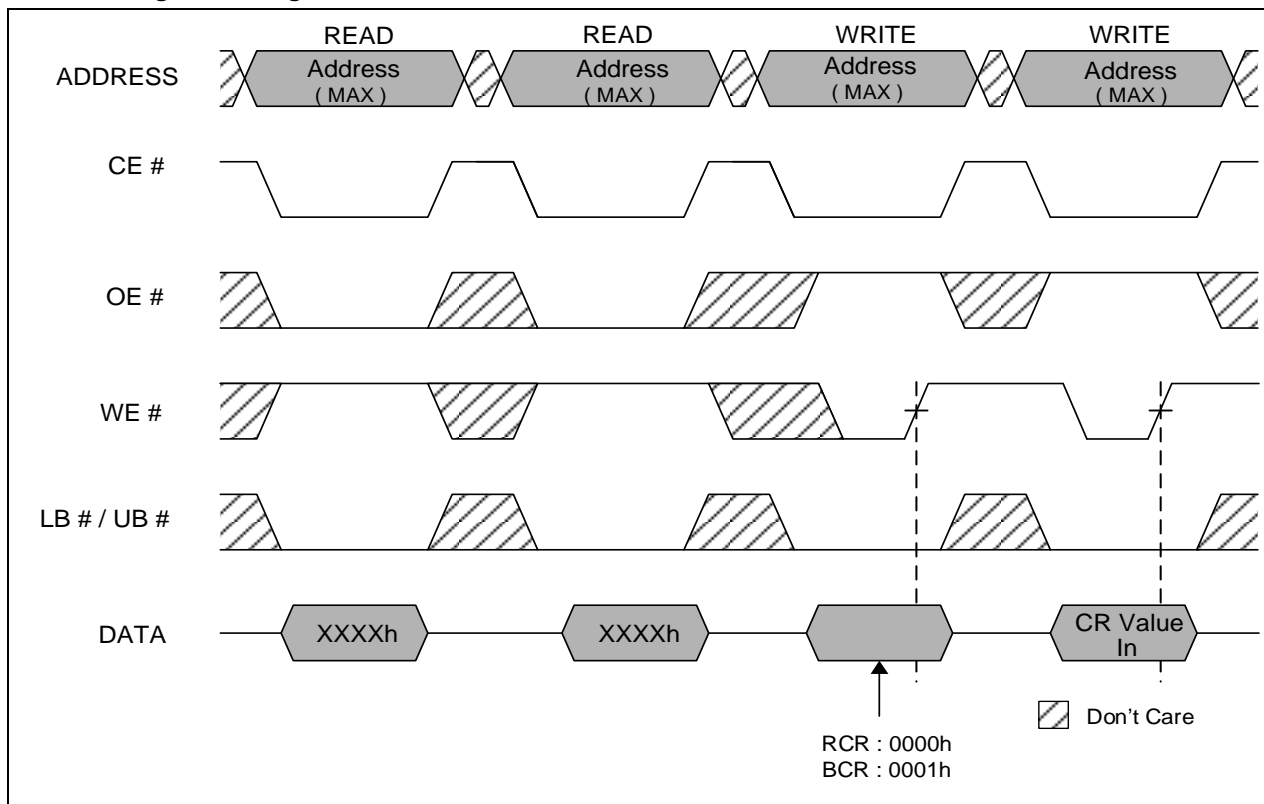 READ READ WRITE WRITE
ADDRESS Address Address Address Address
( MAX ) ( MAX ) ( MAX ) ( MAX )
CE #
OE #
WE #
LB # / UB #
DATA XXXXh XXXXh CR Value
In
Don't Care
RCR : 0000h
BCR : 0001h